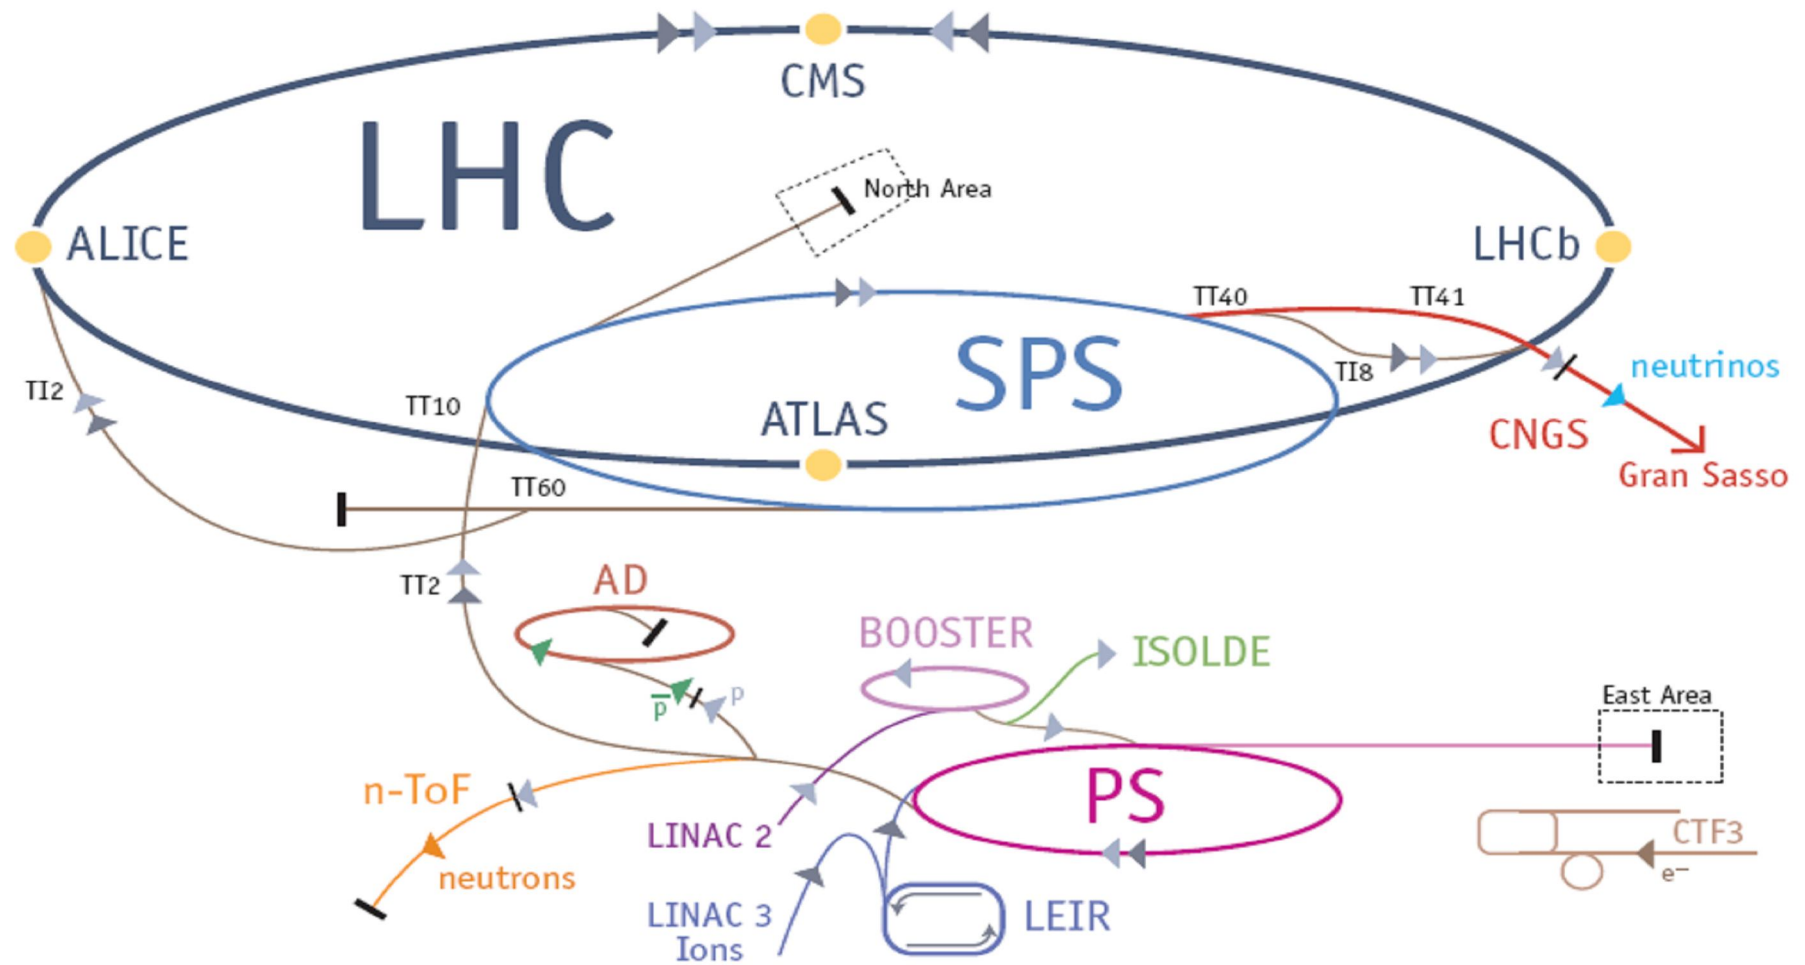 CMS
LHC
North Area
ALICE
LHCb
TT40
TT41
TI8
neutrinos
SPS
TI2
TT10
ATLAS
CNGS
Gran Sasso
TT60
TT2
AD
BOOSTER
ISOLDE
p
p̅
East Area
n-ToF
PS
LINAC 2
CTF3
neutrons
e−
LINAC 3
Ions
LEIR